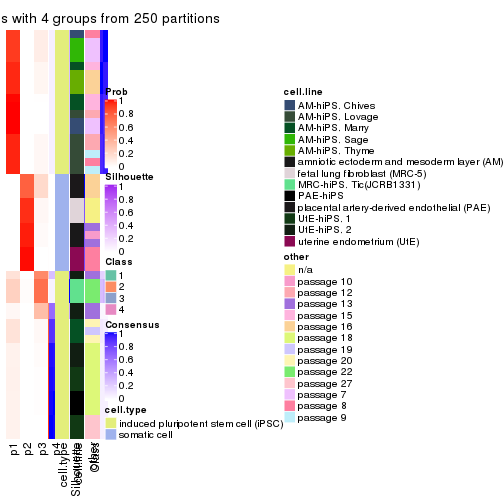 s with 4 groups from 250 partitions
Prob
1
0.8
0.6
0.4
0.2
0
Silhouette
1
0.8
0.6
0.4
0.2
0
Class
1
2
3
4
Consensus
1
0.8
0.6
0.4
0.2
0
cell.type
induced pluripotent stem cell (iPSC)
somatic cell
cell.line
AM-hiPS. Chives
AM-hiPS. Lovage
AM-hiPS. Marry
AM-hiPS. Sage
AM-hiPS. Thyme
amniotic ectoderm and mesoderm layer (AM)
fetal lung fibroblast (MRC-5)
MRC-hiPS. Tic(JCRB1331)
PAE-hiPS
placental artery-derived endothelial (PAE)
UtE-hiPS. 1
UtE-hiPS. 2
uterine endometrium (UtE)
other
n/a
passage 10
passage 12
passage 13
passage 15
passage 16
passage 18
passage 19
passage 20
passage 22
passage 27
passage 7
passage 8
passage 9
p1
p2
p3
p4
cell.type
Silhouette
cell.line
other
Class